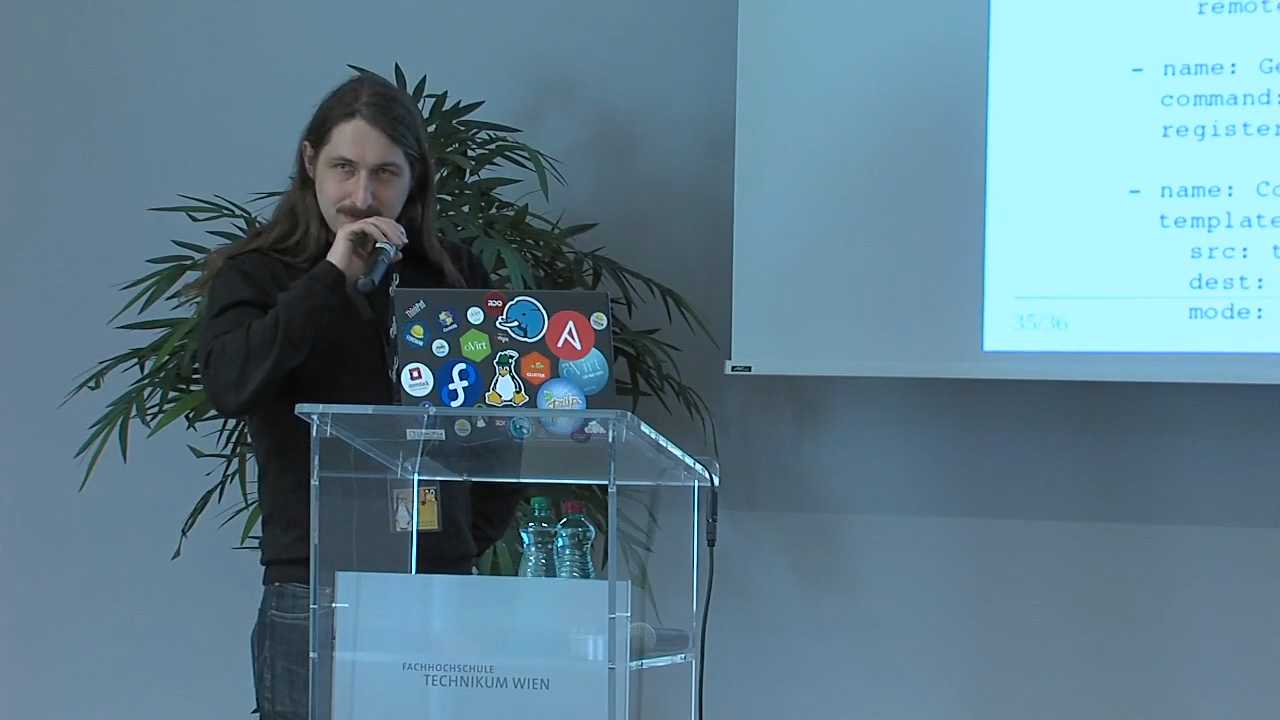 remote
- name: Ge
command:
register
- name: Co
template
src: t
dest:
mode:
35/36
ThinkPad
RDO
oVirt
GLUSTER
oVirt
FACHHOCHSCHULE
TECHNIKUM WIEN